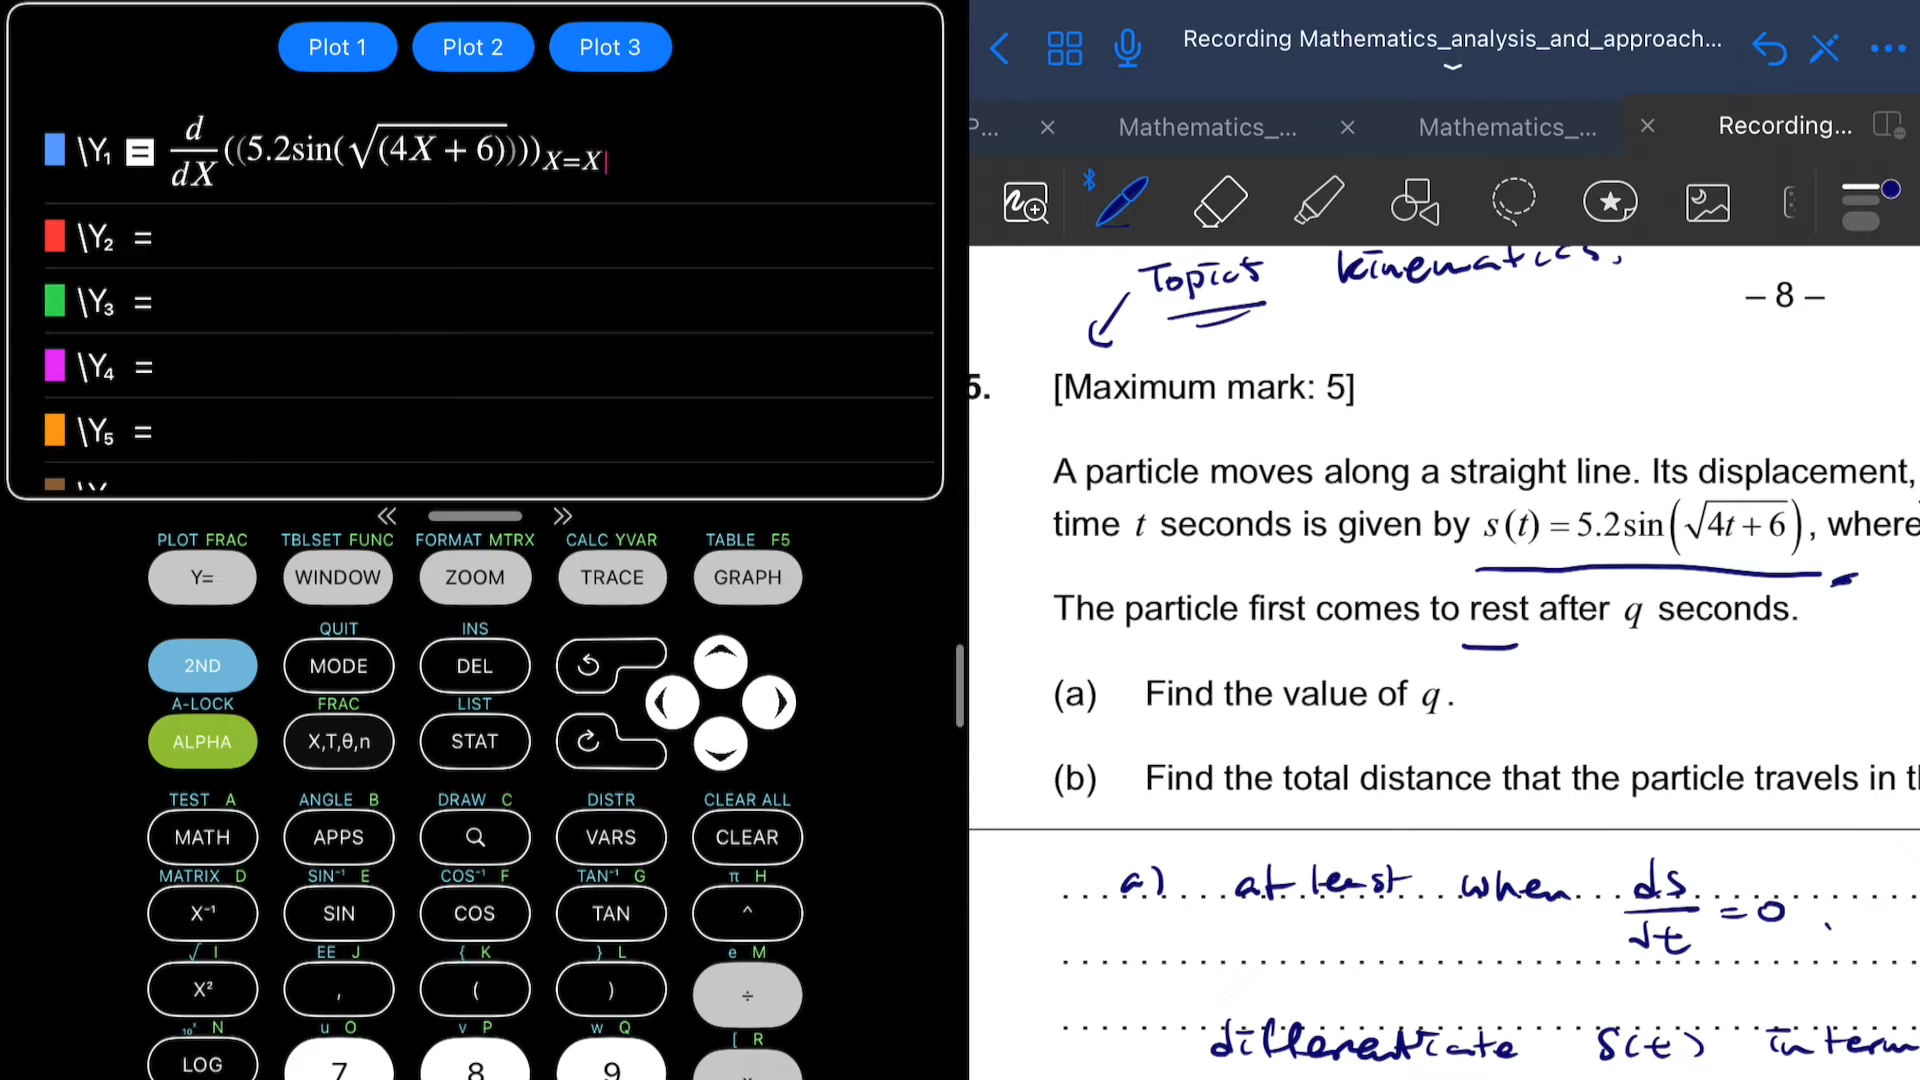 Plot 1 Plot 2 Plot 3
\Y₁ = d/dX((5.2sin(√(4X + 6))))X=X
\Y₂ =
\Y₃ =
\Y₄ =
\Y₅ =
PLOT FRAC TBLSET FUNC FORMAT MTRX CALC YVAR TABLE F5
Y= WINDOW ZOOM TRACE GRAPH
QUIT INS
2ND MODE DEL
A-LOCK FRAC LIST
ALPHA X,T,θ,n STAT
TEST A ANGLE B DRAW C DISTR CLEAR ALL
MATH APPS VARS CLEAR
MATRIX D SIN⁻¹ E COS⁻¹ F TAN⁻¹ G π H
X⁻¹ SIN COS TAN ^
√ I EE J { K } L e M
X² , ( ) ÷
10ˣ N u O v P w Q [ R
LOG 7 8 9
Recording Mathematics_analysis_and_approach...
P... × Mathematics_... × Mathematics_... × Recording...
Topics kinematics.
– 8 –
5. [Maximum mark: 5]
A particle moves along a straight line. Its displacement,
time t seconds is given by s(t) = 5.2sin(√4t + 6), where
The particle first comes to rest after q seconds.
(a) Find the value of q.
(b) Find the total distance that the particle travels in
a) at least when ds/dt = 0.
differentiate S(t) in